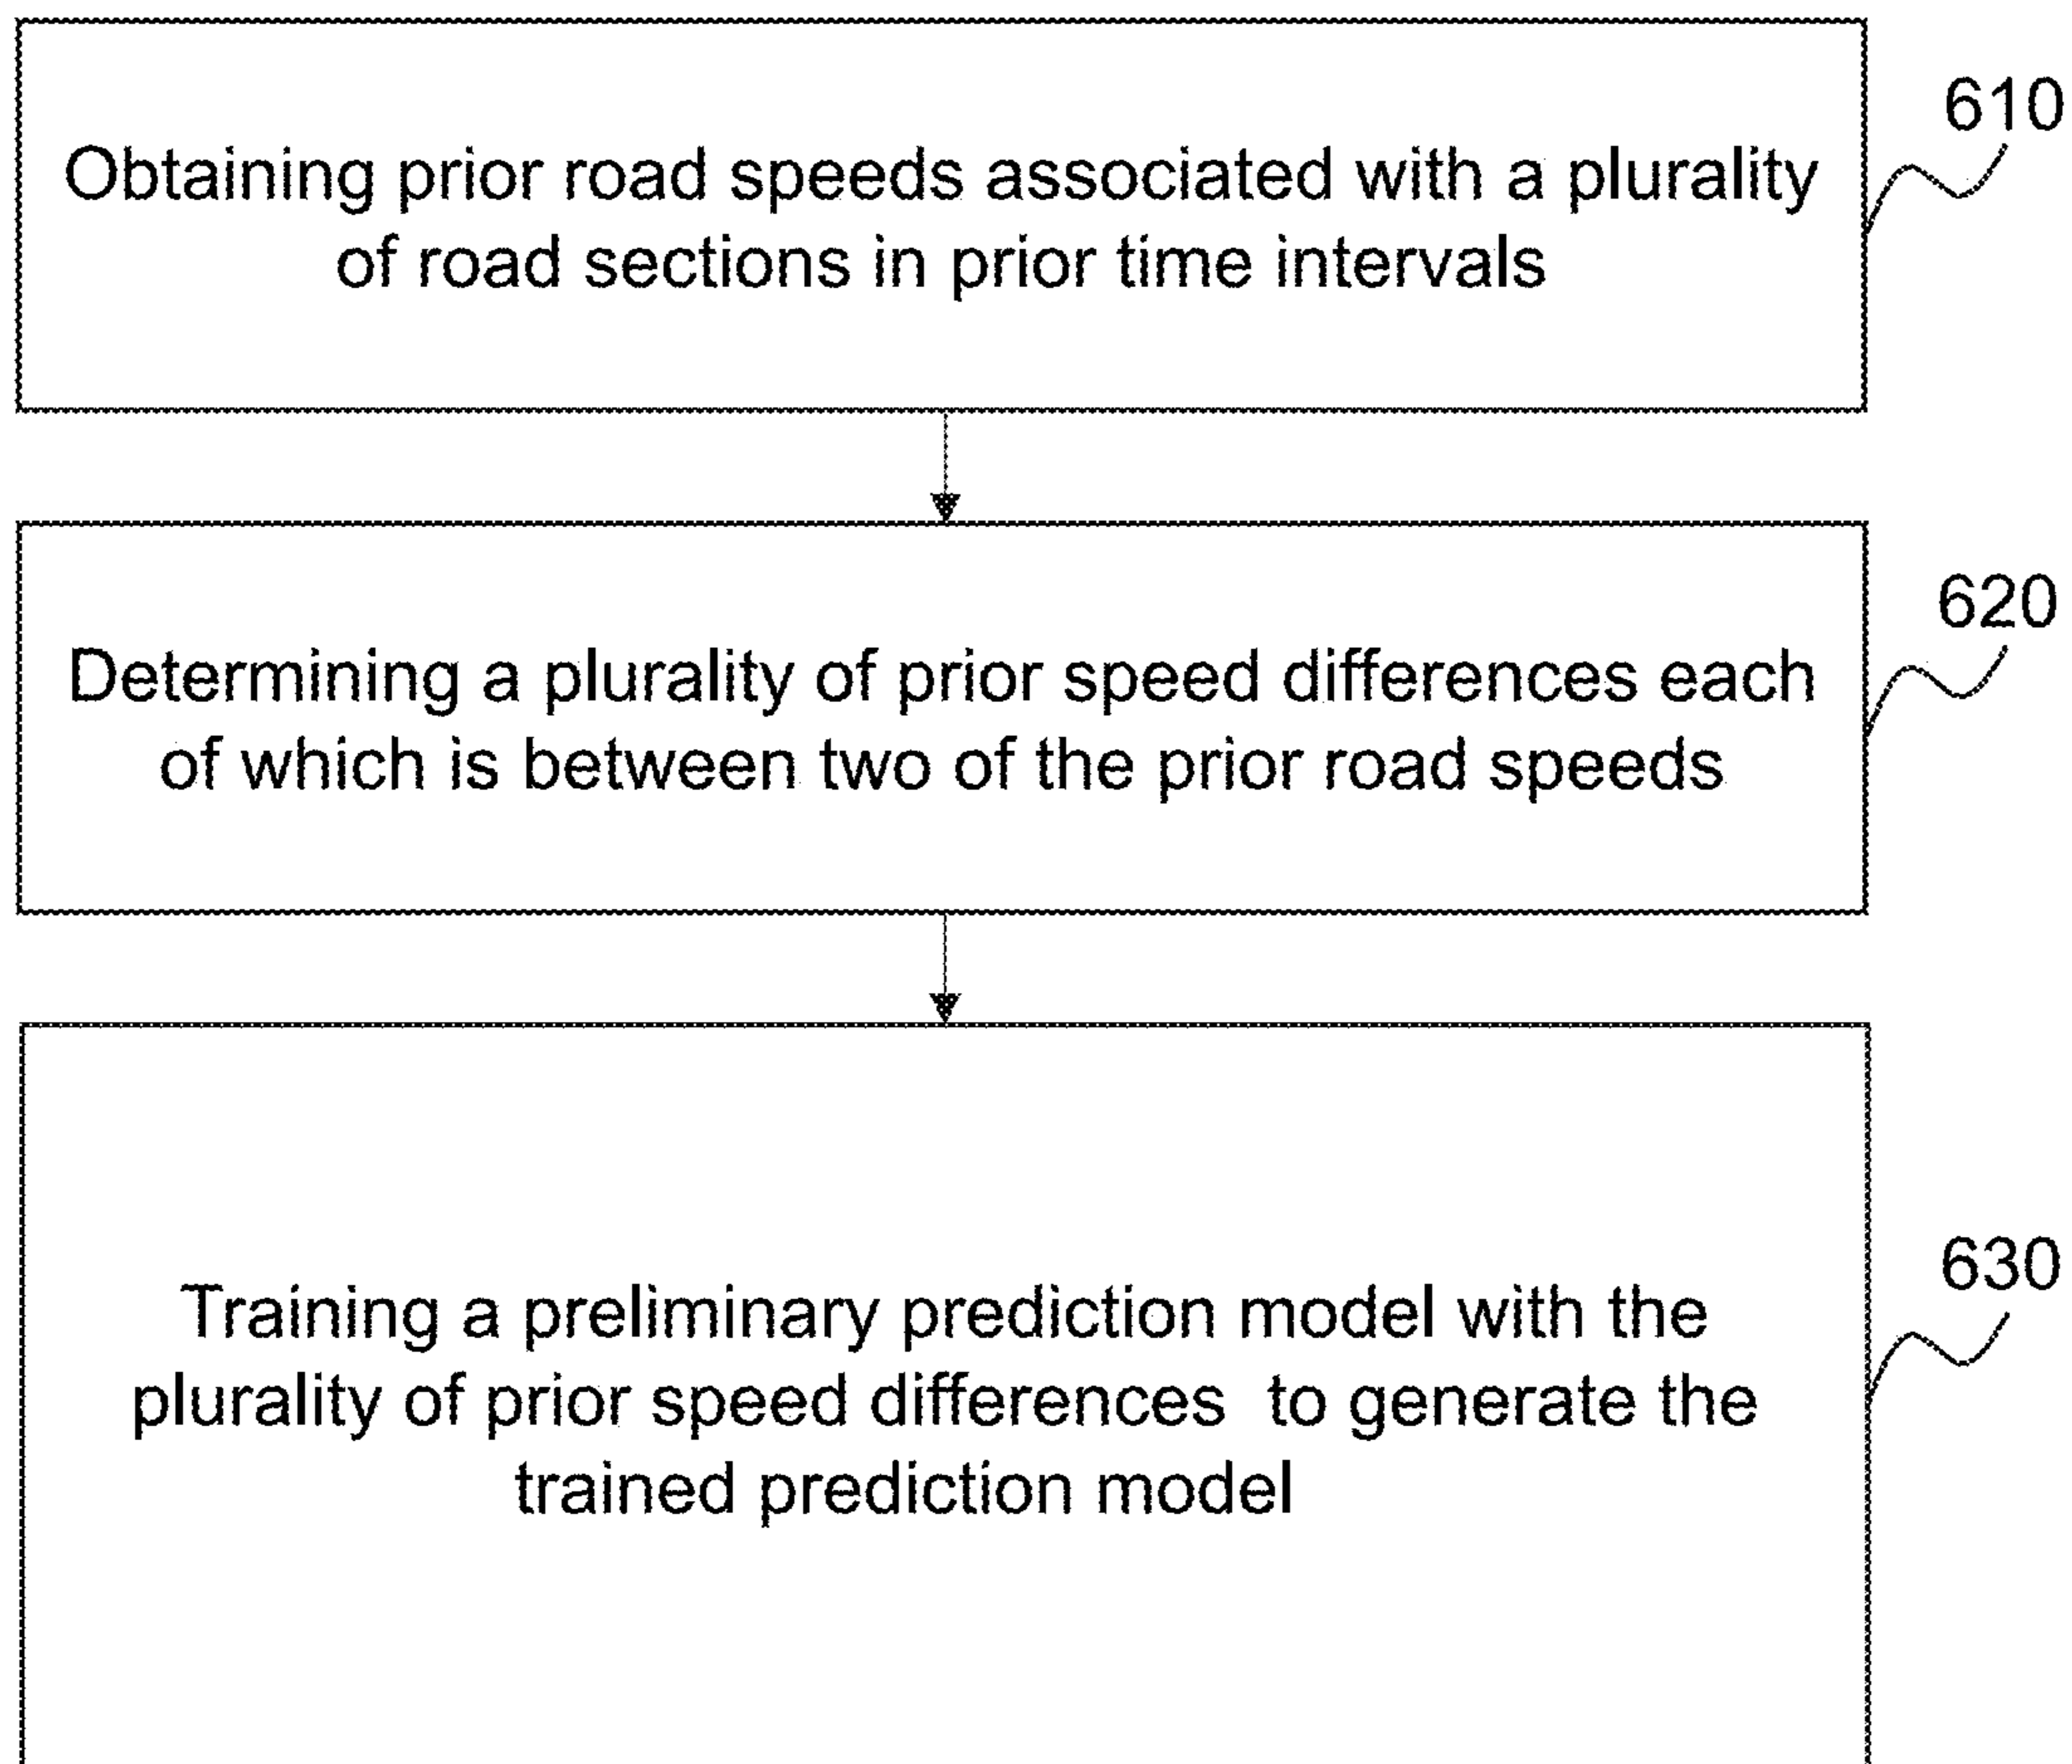 610
Obtaining prior road speeds associated with a plurality
of road sections in prior time intervals
620
Determining a plurality of prior speed differences each
of which is between two of the prior road speeds
630
Training a preliminary prediction model with the
plurality of prior speed differences to generate the
trained prediction model